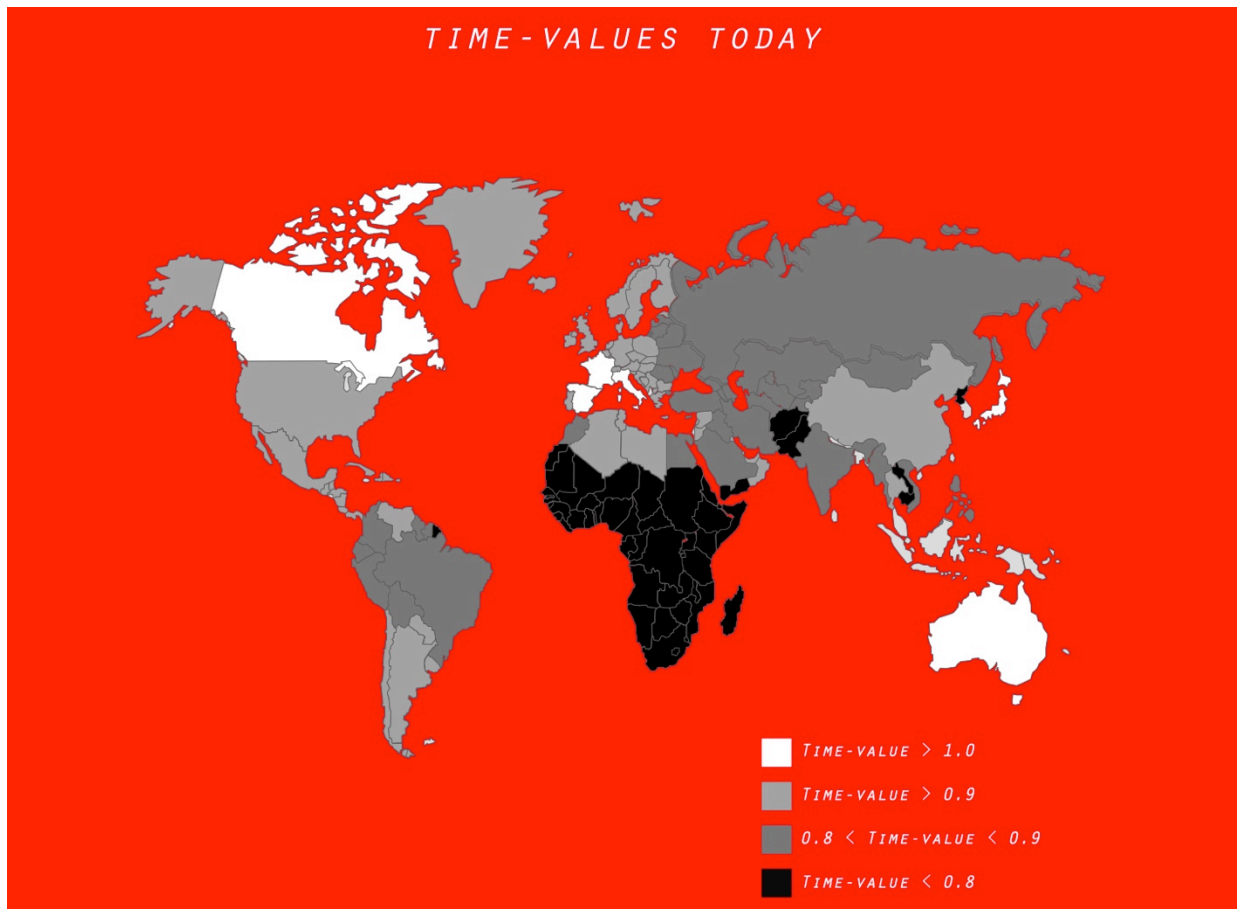 TIME-VALUES TODAY
TIME-VALUE > 1.0
TIME-VALUE > 0.9
0.8 < TIME-VALUE < 0.9
TIME-VALUE < 0.8